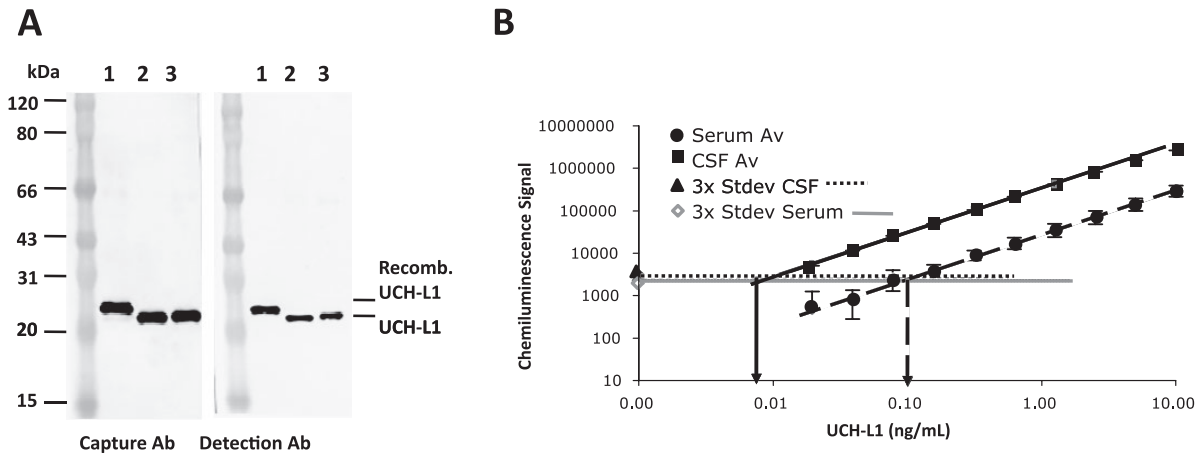 A
kDa 1 2 3 1 2 3
120
80
66
43
31
20
15
Recomb.
UCH-L1
UCH-L1
Capture Ab Detection Ab
B
Chemiluminescence Signal
10000000
1000000
100000
10000
1000
100
10
Serum Av
CSF Av
3x Stdev CSF
3x Stdev Serum
0.00 0.01 0.10 1.00 10.00
UCH-L1 (ng/mL)